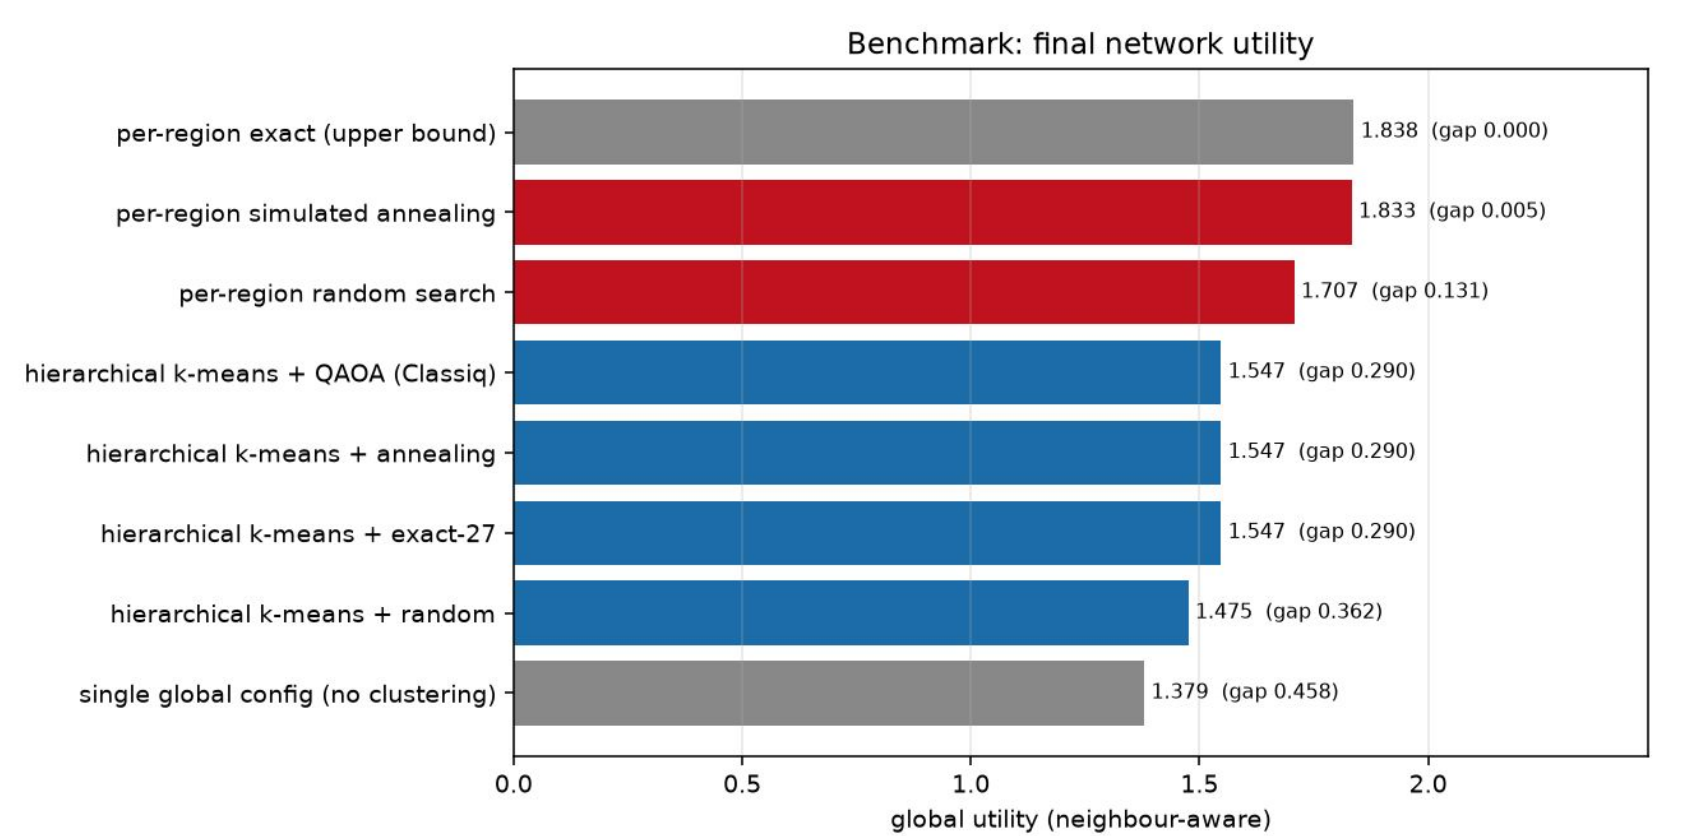 Benchmark: final network utility
per-region exact (upper bound)
1.838 (gap 0.000)
per-region simulated annealing
1.833 (gap 0.005)
per-region random search
1.707 (gap 0.131)
hierarchical k-means + QAOA (Classiq)
1.547 (gap 0.290)
hierarchical k-means + annealing
1.547 (gap 0.290)
hierarchical k-means + exact-27
1.547 (gap 0.290)
hierarchical k-means + random
1.475 (gap 0.362)
single global config (no clustering)
1.379 (gap 0.458)
0.0 0.5 1.0 1.5 2.0
global utility (neighbour-aware)